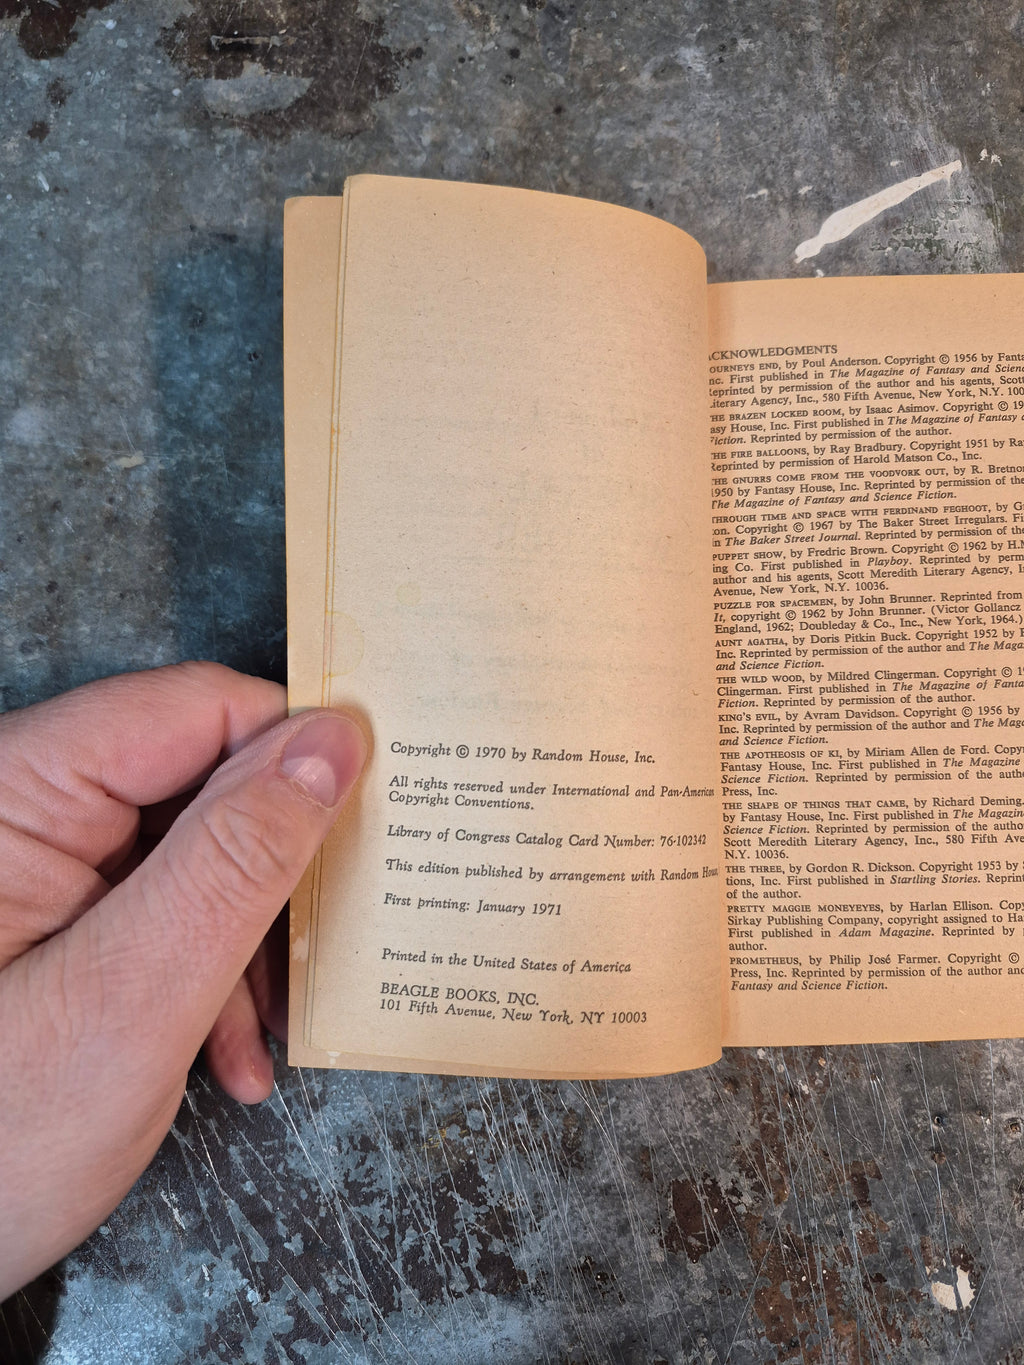 Copyright © 1970 by Random House, Inc.
All rights reserved under International and Pan-American
Copyright Conventions.
Library of Congress Catalog Card Number: 76-102342
This edition published by arrangement with Random
First printing: January 1971
Printed in the United States of America
BEAGLE BOOKS, INC.
101 Fifth Avenue, New York, NY 10003
ACKNOWLEDGMENTS
OURNEYS END, by Poul Anderson. Copyright © 1956 by Fanta
nc. First published in The Magazine of Fantasy and Scienc
Reprinted by permission of the author and his agents, Scott
Literary Agency, Inc., 580 Fifth Avenue, New York, N.Y. 100
THE BRAZEN LOCKED ROOM, by Isaac Asimov. Copyright © 19
asy House, Inc. First published in The Magazine of Fantasy
Fiction. Reprinted by permission of the author.
THE FIRE BALLOONS, by Ray Bradbury. Copyright 1951 by Ra
Reprinted by permission of Harold Matson Co., Inc.
THE GNURRS COME FROM THE VOODVORK OUT, by R. Bretnor
1950 by Fantasy House, Inc. Reprinted by permission of the
The Magazine of Fantasy and Science Fiction.
THROUGH TIME AND SPACE WITH FERDINAND FEGHOOT, by G
ton. Copyright © 1967 by The Baker Street Irregulars. Fi
in The Baker Street Journal. Reprinted by permission of the
PUPPET SHOW, by Fredric Brown. Copyright © 1962 by H.M
ing Co. First published in Playboy. Reprinted by perm
author and his agents, Scott Meredith Literary Agency, I
Avenue, New York, N.Y. 10036.
PUZZLE FOR SPACEMEN, by John Brunner. Reprinted from
It, copyright © 1962 by John Brunner. (Victor Gollancz
England, 1962; Doubleday & Co., Inc., New York, 1964.)
AUNT AGATHA, by Doris Pitkin Buck. Copyright 1952 by F
Inc. Reprinted by permission of the author and The Maga
and Science Fiction.
THE WILD WOOD, by Mildred Clingerman. Copyright © 19
Clingerman. First published in The Magazine of Fanta
Fiction. Reprinted by permission of the author.
KING'S EVIL, by Avram Davidson. Copyright © 1956 by
Inc. Reprinted by permission of the author and The Mag
and Science Fiction.
THE APOTHEOSIS OF KI, by Miriam Allen de Ford. Copyr
Fantasy House, Inc. First published in The Magazine
Science Fiction. Reprinted by permission of the autho
Press, Inc.
THE SHAPE OF THINGS THAT CAME, by Richard Deming.
by Fantasy House, Inc. First published in The Magazin
Science Fiction. Reprinted by permission of the autho
Scott Meredith Literary Agency, Inc., 580 Fifth Ave
N.Y. 10036.
THE THREE, by Gordon R. Dickson. Copyright 1953 by
tions, Inc. First published in Startling Stories. Reprin
of the author.
PRETTY MAGGIE MONEYEYES, by Harlan Ellison. Copy
Sirkay Publishing Company, copyright assigned to Ha
First published in Adam Magazine. Reprinted by
author.
PROMETHEUS, by Philip José Farmer. Copyright ©
Press, Inc. Reprinted by permission of the author an
Fantasy and Science Fiction.